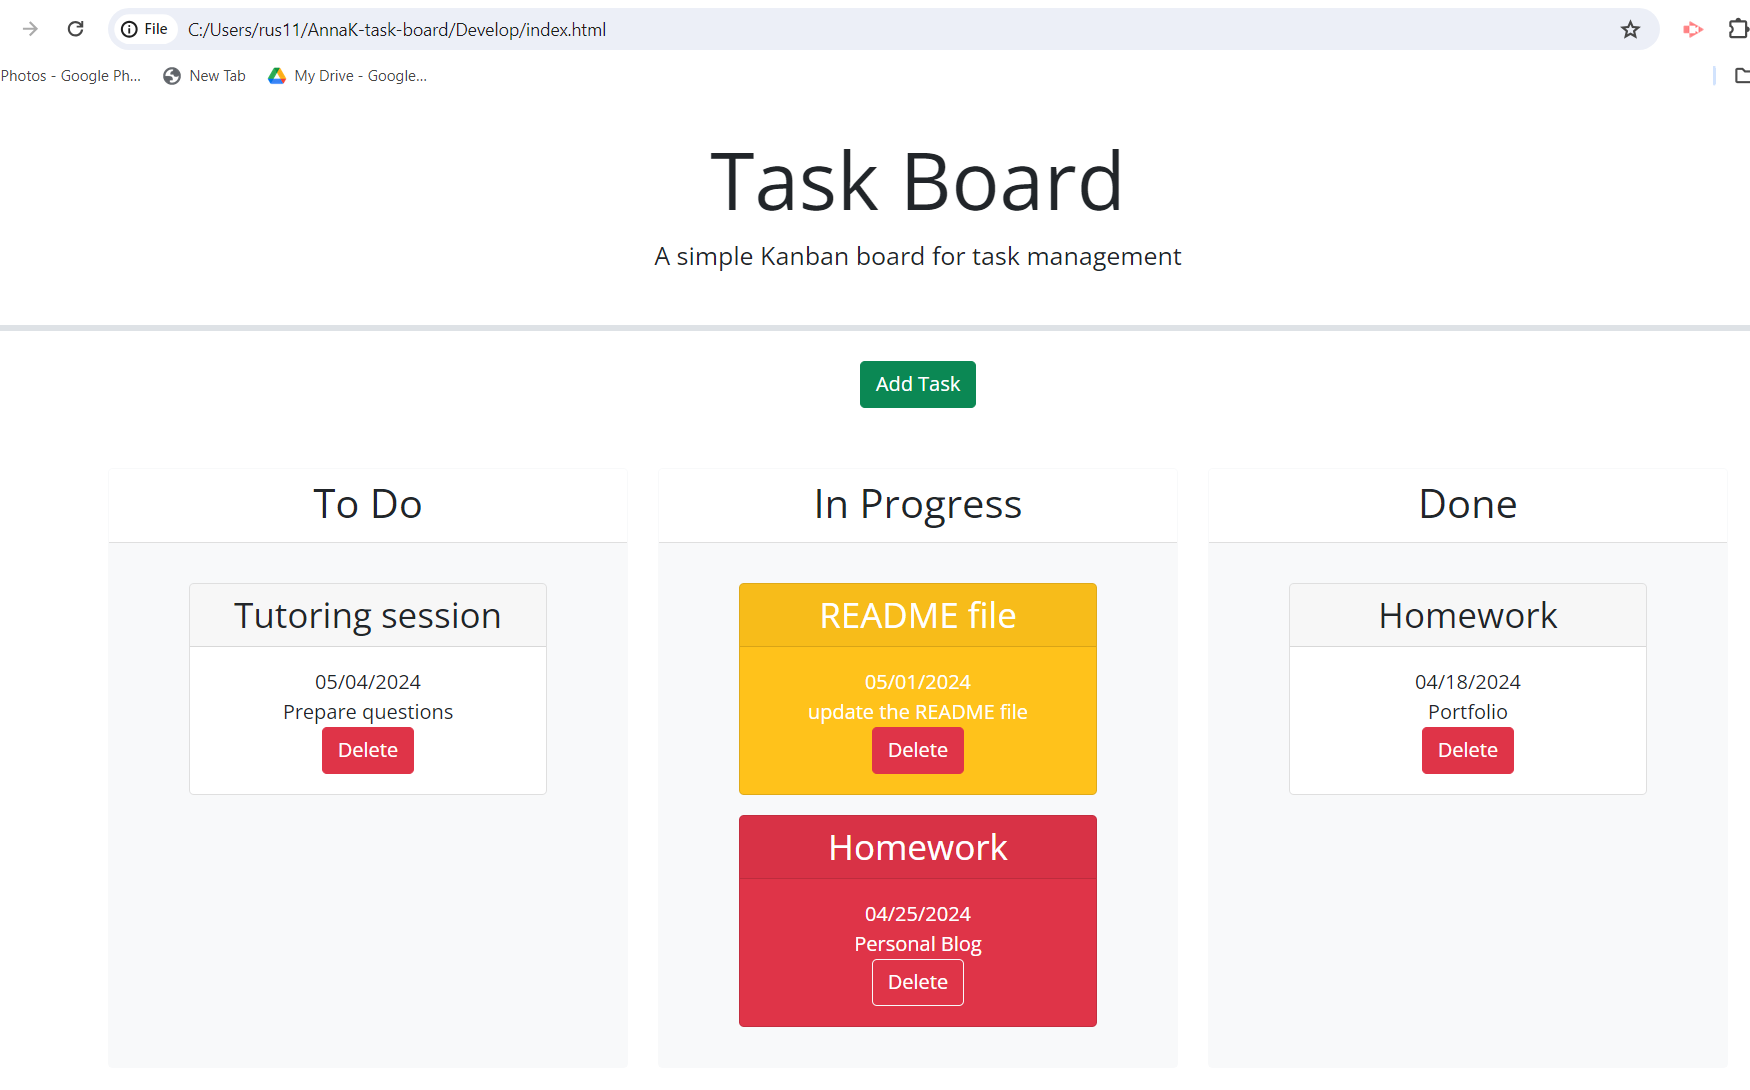 File C:/Users/rus11/AnnaK-task-board/Develop/index.html
Photos - Google Ph... New Tab My Drive - Google...
Task Board
A simple Kanban board for task management
Add Task
To Do
Tutoring session
05/04/2024
Prepare questions
Delete
In Progress
README file
05/01/2024
update the README file
Delete
Homework
04/25/2024
Personal Blog
Delete
Done
Homework
04/18/2024
Portfolio
Delete